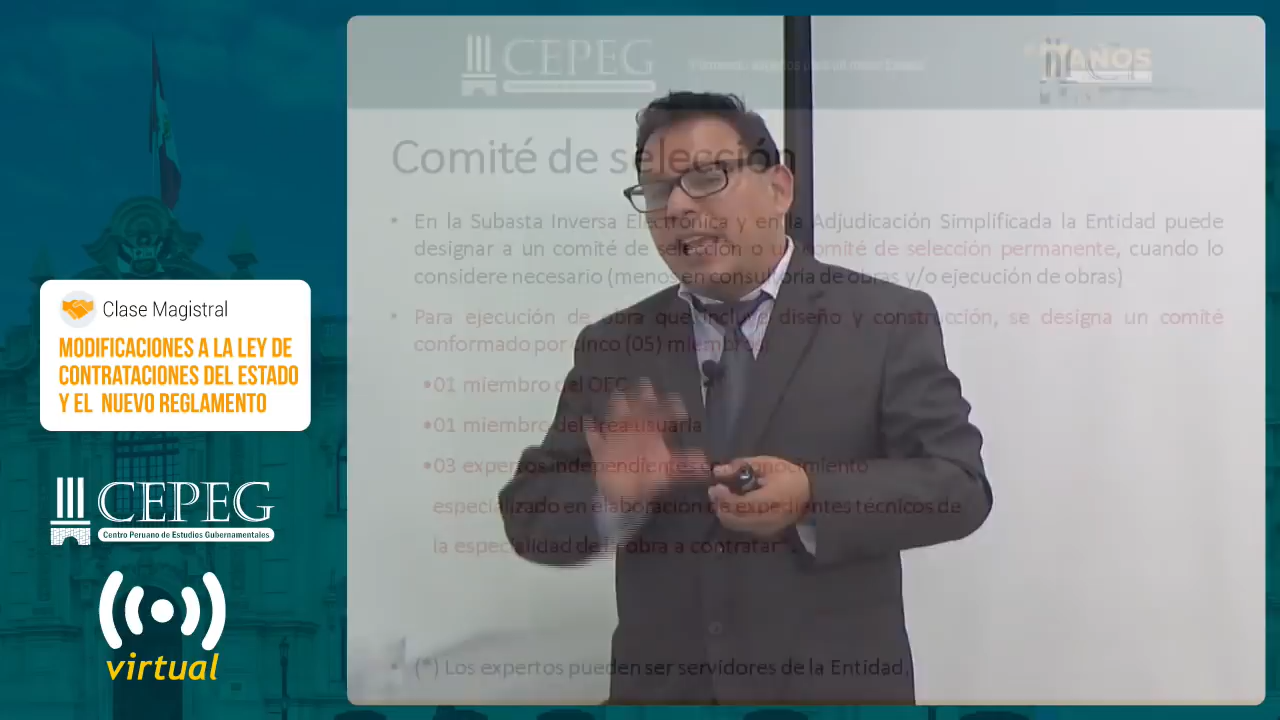 Clase Magistral
MODIFICACIONES A LA LEY DE
CONTRATACIONES DEL ESTADO
Y EL NUEVO REGLAMENTO
CEPEG
Centro Peruano de Estudios Gubernamentales
virtual
CEPEG
AÑOS
Comité de selección
• En la Subasta Inversa Electrónica y en la Adjudicación Simplificada la Entidad puede
designar a un comité de selección o un comité de selección permanente, cuando lo
considere necesario (menos en consultoría de obras y/o ejecución de obras)
• Para ejecución de obra que incluye diseño y construcción, se designa un comité
conformado por cinco (05) miembros:
•01 miembro del OEC
•01 miembro del área usuaria
•03 expertos independientes conocimiento
especializado en elaboración de expedientes técnicos de
la especialidad de la obra a contratar
• (*) Los expertos pueden ser servidores de la Entidad.